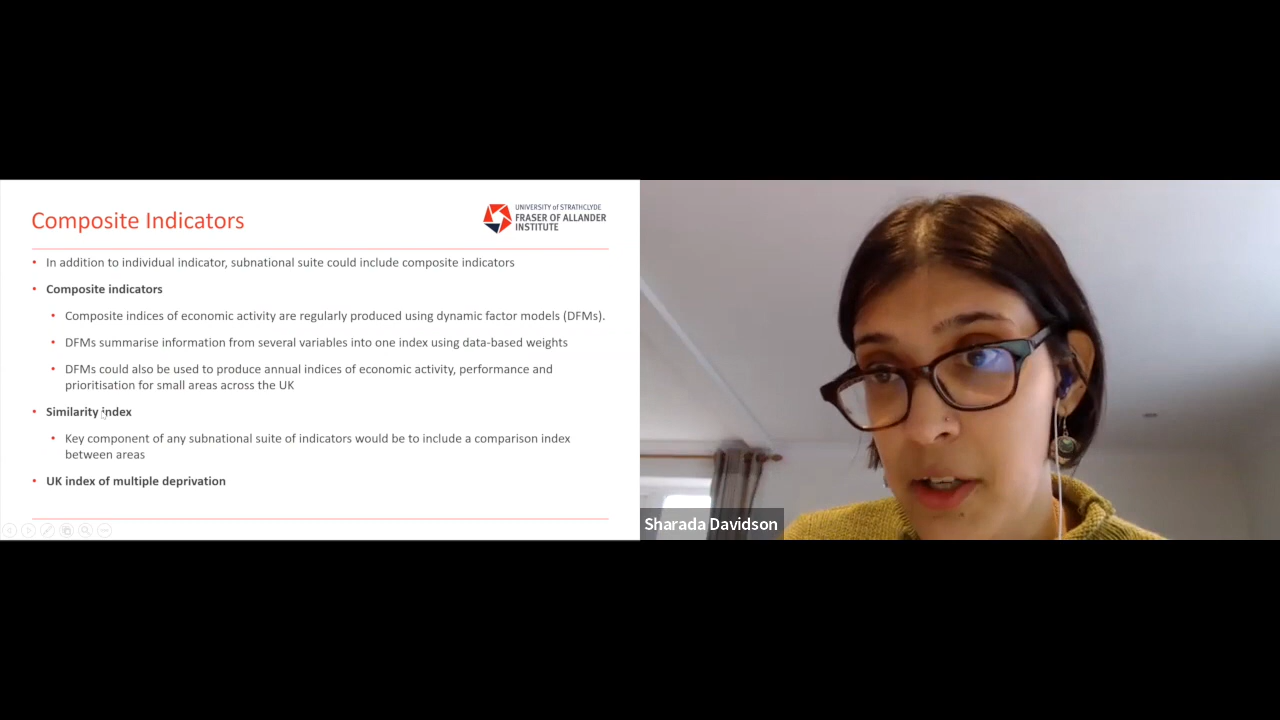 Composite Indicators
UNIVERSITY of STRATHCLYDE
FRASER OF ALLANDER
INSTITUTE
In addition to individual indicator, subnational suite could include composite indicators
Composite indicators
Composite indices of economic activity are regularly produced using dynamic factor models (DFMs).
DFMs summarise information from several variables into one index using data-based weights
DFMs could also be used to produce annual indices of economic activity, performance and
prioritisation for small areas across the UK
Similarity index
Key component of any subnational suite of indicators would be to include a comparison index
between areas
UK index of multiple deprivation
Sharada Davidson